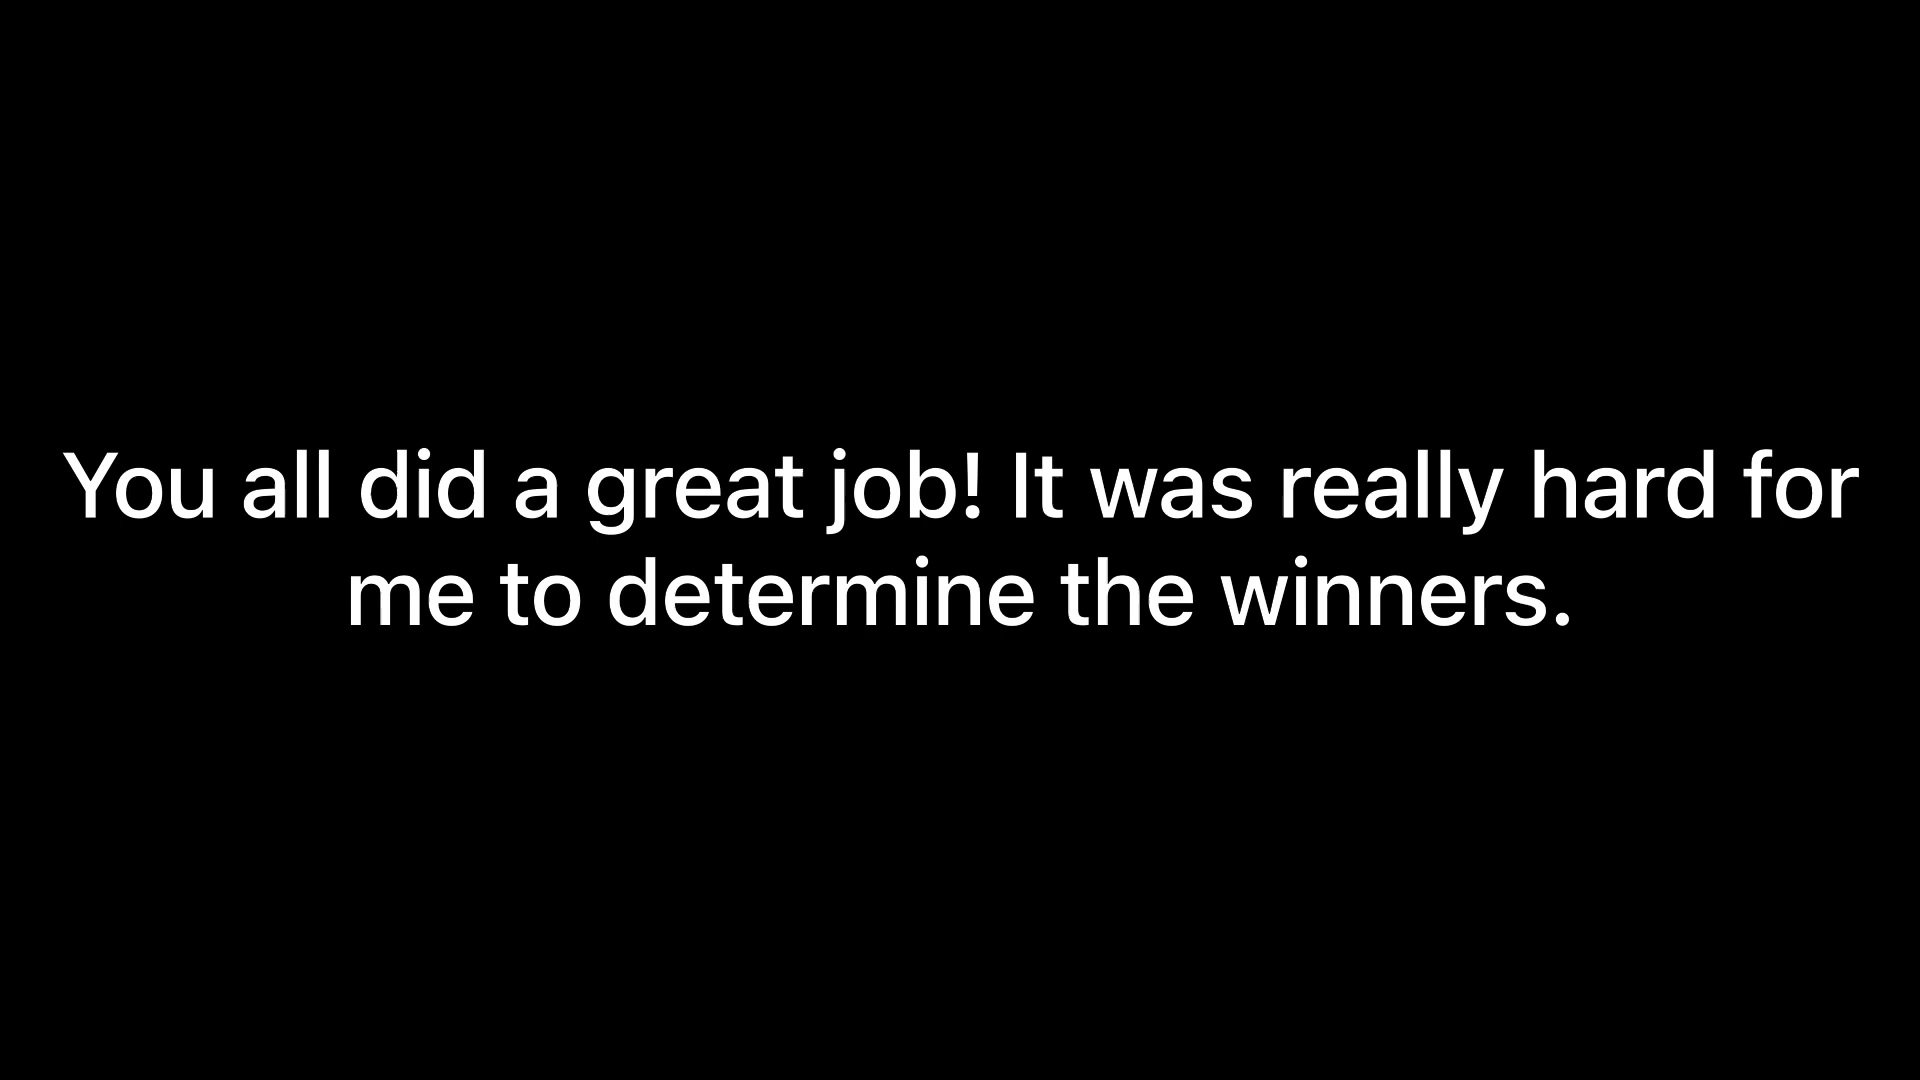 You all did a great job! It was really hard for
me to determine the winners.